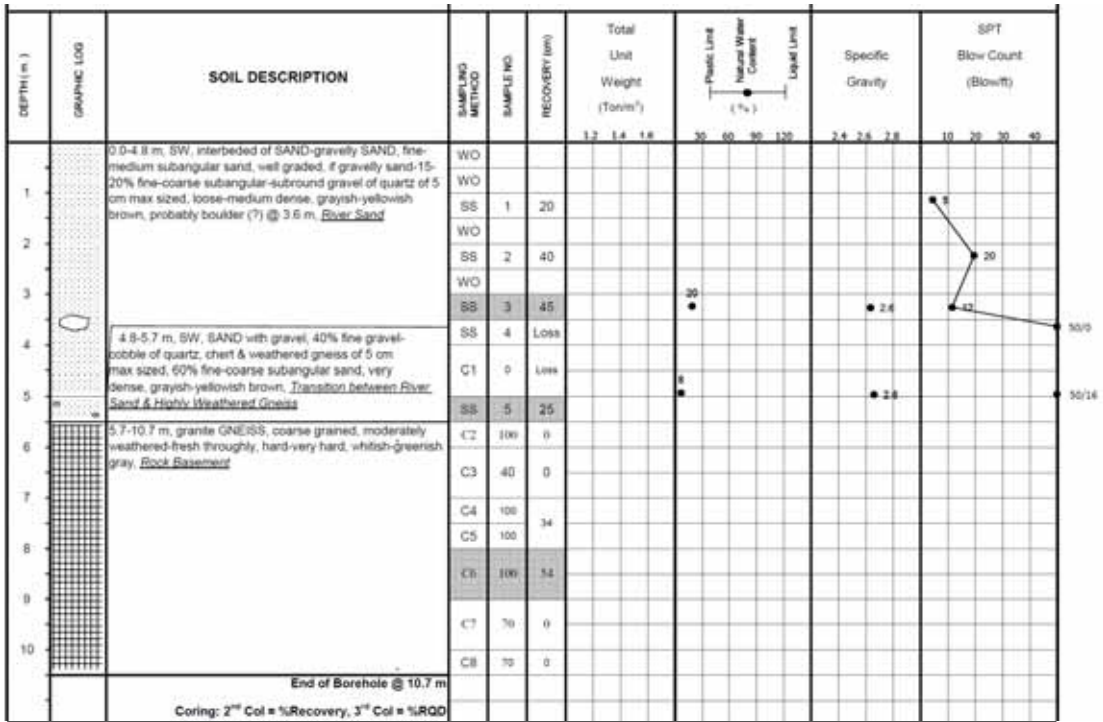 DEPTH ( m. )
GRAPHIC LOG
SOIL DESCRIPTION
SAMPLING METHOD
SAMPLE NO.
RECOVERY (cm)
Total
Unit
Weight
(Ton/m³)
1.2 1.4 1.6
Plastic Limit
Natural Water Content
Liquid Limit
( % )
30 60 90 120
Specific
Gravity
2.4 2.6 2.8
SPT
Blow Count
(Blow/ft)
10 20 30 40
0.0-4.8 m, SW, interbeded of SAND-gravelly SAND, fine-
medium subangular sand, well graded, if gravelly sand-15-
20% fine-coarse subangular-subround gravel of quartz of 5
cm max sized, loose-medium dense, grayish-yellowish
brown, probably boulder (?) @ 3.6 m, River Sand
4.8-5.7 m, SW, SAND with gravel, 40% fine gravel-
cobble of quartz, chert & weathered gneiss of 5 cm
max sized, 60% fine-coarse subangular sand, very
dense, grayish-yellowish brown, Transition between River
Sand & Highly Weathered Gneiss
5.7-10.7 m, granite GNEISS, coarse grained, moderately
weathered-fresh throughly, hard-very hard, whitish-greenish
gray, Rock Basement
End of Borehole @ 10.7 m
Coring: 2nd Col = %Recovery, 3rd Col = %RQD
1
2
3
4
5
6
7
8
9
10
WO
WO
SS 1 20
WO
SS 2 40
WO
SS 3 45
SS 4 Loss
C1 0 Loss
SS 5 25
C2 100 0
C3 40 0
C4 100
34
C5 100
C6 100 54
C7 70 0
C8 70 0
20
2.6
5
20
12
50/0
2.6
50/16